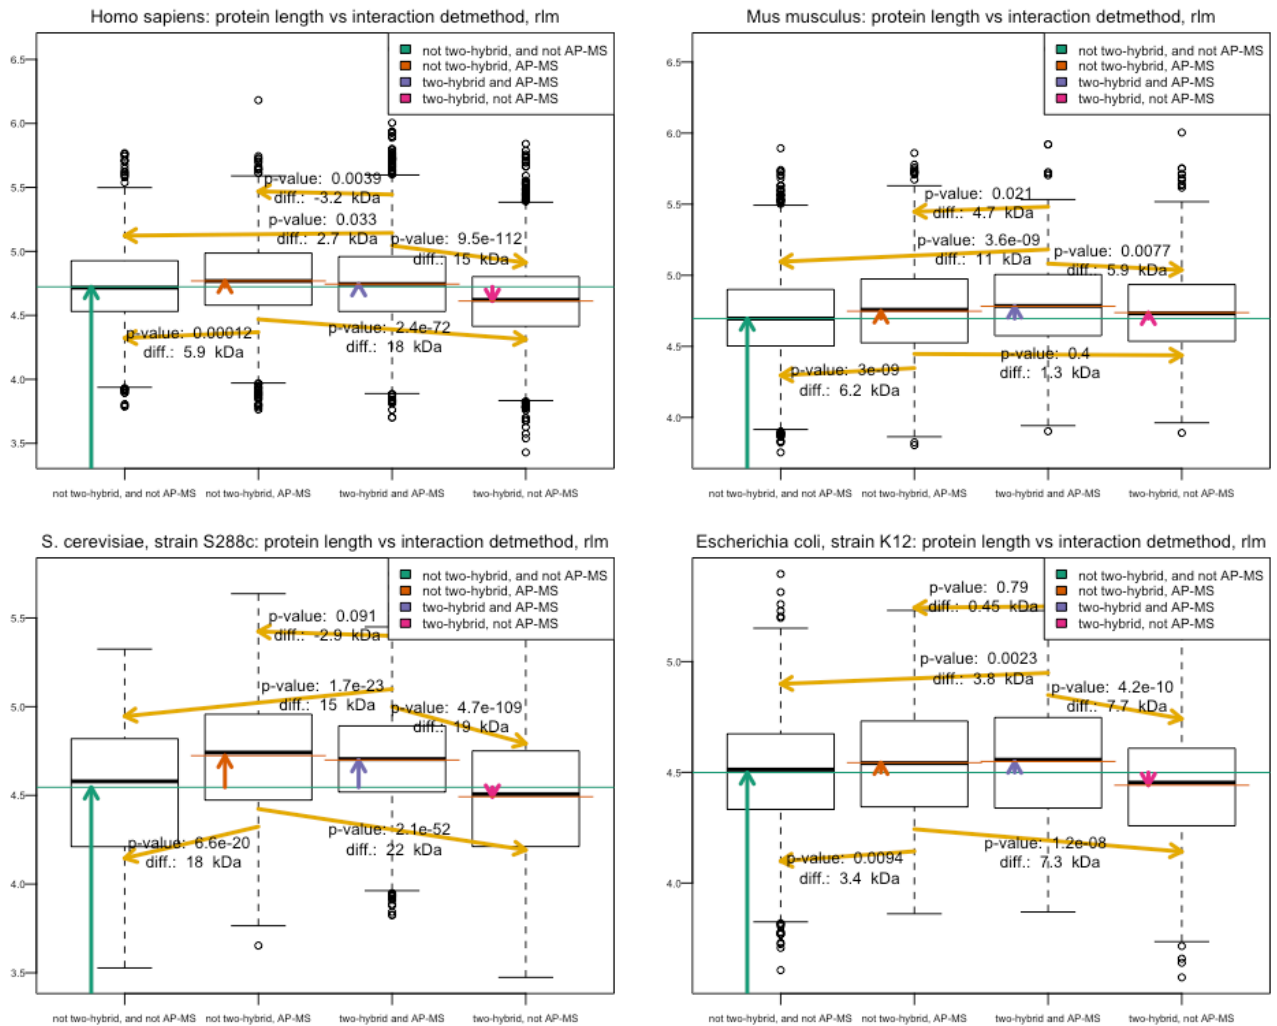 Homo sapiens: protein length vs interaction detmethod, rlm
not two-hybrid, and not AP-MS
not two-hybrid, AP-MS
two-hybrid and AP-MS
two-hybrid, not AP-MS
6.5
6.0
5.5
5.0
4.5
4.0
3.5
p-value: 0.0039
diff.: -3.2 kDa
p-value: 0.033
diff.: 2.7 kDa
p-value: 9.5e-112
diff.: 15 kDa
p-value: 0.00012
diff.: 5.9 kDa
p-value: 2.4e-72
diff.: 18 kDa
not two-hybrid, and not AP-MS
not two-hybrid, AP-MS
two-hybrid and AP-MS
two-hybrid, not AP-MS
Mus musculus: protein length vs interaction detmethod, rlm
not two-hybrid, and not AP-MS
not two-hybrid, AP-MS
two-hybrid and AP-MS
two-hybrid, not AP-MS
6.5
6.0
5.5
5.0
4.5
4.0
p-value: 0.021
diff.: 4.7 kDa
p-value: 3.6e-09
diff.: 11 kDa
p-value: 0.0077
diff.: 5.9 kDa
p-value: 3e-09
diff.: 6.2 kDa
p-value: 0.4
diff.: 1.3 kDa
not two-hybrid, and not AP-MS
not two-hybrid, AP-MS
two-hybrid and AP-MS
two-hybrid, not AP-MS
S. cerevisiae, strain S288c: protein length vs interaction detmethod, rlm
not two-hybrid, and not AP-MS
not two-hybrid, AP-MS
two-hybrid and AP-MS
two-hybrid, not AP-MS
5.5
5.0
4.5
4.0
3.5
p-value: 0.091
diff.: -2.9 kDa
p-value: 1.7e-23
diff.: 15 kDa
p-value: 4.7e-109
diff.: 19 kDa
p-value: 6.6e-20
diff.: 18 kDa
p-value: 2.1e-52
diff.: 22 kDa
not two-hybrid, and not AP-MS
not two-hybrid, AP-MS
two-hybrid and AP-MS
two-hybrid, not AP-MS
Escherichia coli, strain K12: protein length vs interaction detmethod, rlm
not two-hybrid, and not AP-MS
not two-hybrid, AP-MS
two-hybrid and AP-MS
two-hybrid, not AP-MS
5.0
4.5
4.0
p-value: 0.79
diff.: 0.45 kDa
p-value: 0.0023
diff.: 3.8 kDa
p-value: 4.2e-10
diff.: 7.7 kDa
p-value: 0.0094
diff.: 3.4 kDa
p-value: 1.2e-08
diff.: 7.3 kDa
not two-hybrid, and not AP-MS
not two-hybrid, AP-MS
two-hybrid and AP-MS
two-hybrid, not AP-MS